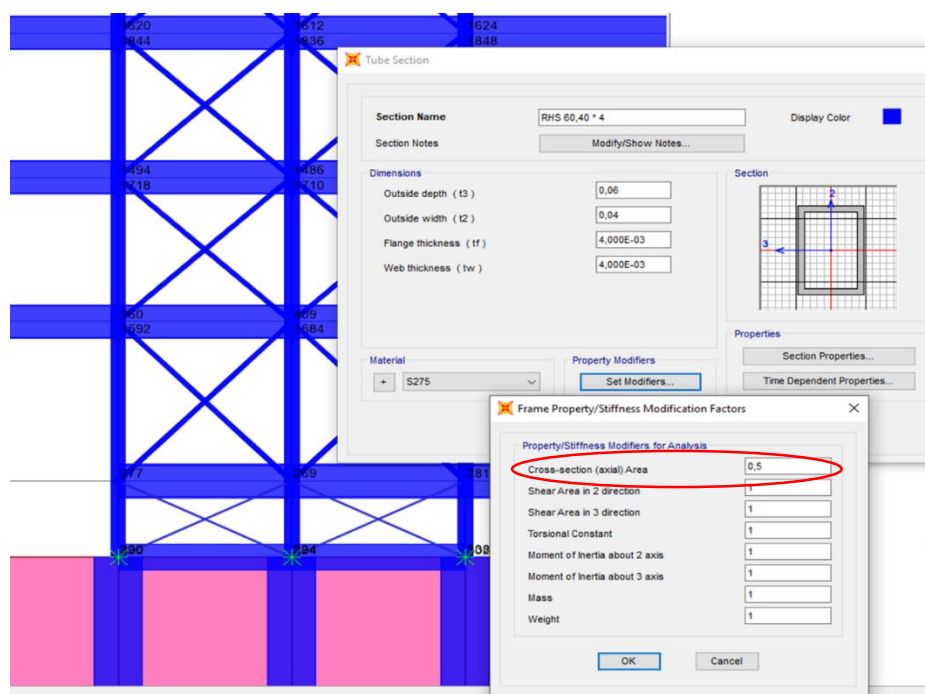 1620 1612 1624
1844 1836 1848
Tube Section
Section Name RHS 60,40 * 4 Display Color
Section Notes Modify/Show Notes...
Dimensions Section
Outside depth ( t3 ) 0,06
Outside width ( t2 ) 0,04
Flange thickness ( tf ) 4,000E-03
Web thickness ( tw ) 4,000E-03
2
3
1494 1486
1718 1710
409
1592 1584
Properties
Section Properties...
Time Dependent Properties...
Material Property Modifiers
+ S275 Set Modifiers...
Frame Property/Stiffness Modification Factors
Property/Stiffness Modifiers for Analysis
Cross-section (axial) Area 0,5
Shear Area in 2 direction 1
Shear Area in 3 direction 1
Torsional Constant 1
Moment of Inertia about 2 axis 1
Moment of Inertia about 3 axis 1
Mass 1
Weight 1
OK Cancel
277 269 281
294